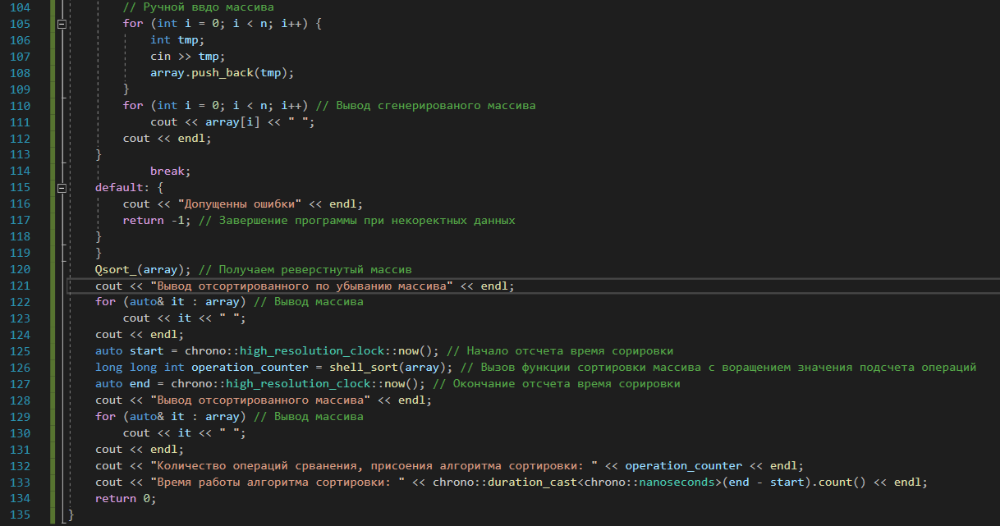 104 // Ручной ввдо массива
105 for (int i = 0; i < n; i++) {
106 int tmp;
107 cin >> tmp;
108 array.push_back(tmp);
109 }
110 for (int i = 0; i < n; i++) // Вывод сгенерированого массива
111 cout << array[i] << " ";
112 cout << endl;
113 }
114 break;
115 default: {
116 cout << "Допущенны ошибки" << endl;
117 return -1; // Завершение программы при некоректных данных
118 }
119 }
120 Qsort_(array); // Получаем реверстнутый массив
121 cout << "Вывод отсортированного по убыванию массива" << endl;
122 for (auto& it : array) // Вывод массива
123 cout << it << " ";
124 cout << endl;
125 auto start = chrono::high_resolution_clock::now(); // Начало отсчета время сорировки
126 long long int operation_counter = shell_sort(array); // Вызов функции сортировки массива с воращением значения подсчета операций
127 auto end = chrono::high_resolution_clock::now(); // Окончание отсчета время сорировки
128 cout << "Вывод отсортированного массива" << endl;
129 for (auto& it : array) // Вывод массива
130 cout << it << " ";
131 cout << endl;
132 cout << "Количество операций срванения, присоения алгоритма сортировки: " << operation_counter << endl;
133 cout << "Время работы алгоритма сортировки: " << chrono::duration_cast<chrono::nanoseconds>(end - start).count() << endl;
134 return 0;
135 }